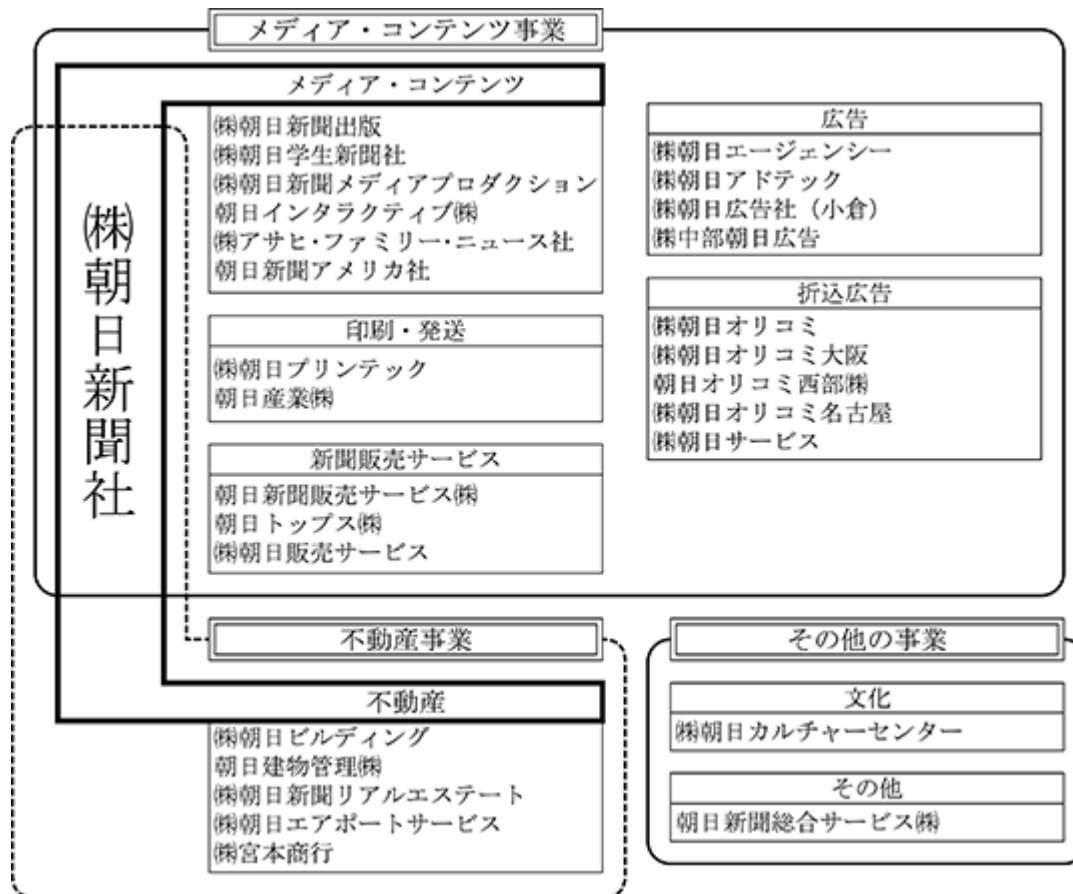 メディア・コンテンツ事業
㈱朝日新聞社
メディア・コンテンツ
㈱朝日新聞出版
㈱朝日学生新聞社
㈱朝日新聞メディアプロダクション
朝日インタラクティブ㈱
㈱アサヒ・ファミリー・ニュース社
朝日新聞アメリカ社
印刷・発送
㈱朝日プリンテック
朝日産業㈱
新聞販売サービス
朝日新聞販売サービス㈱
朝日トップス㈱
㈱朝日販売サービス
広告
㈱朝日エージェンシー
㈱朝日アドテック
㈱朝日広告社（小倉）
㈱中部朝日広告
折込広告
㈱朝日オリコミ
㈱朝日オリコミ大阪
朝日オリコミ西部㈱
㈱朝日オリコミ名古屋
㈱朝日サービス
不動産事業
不動産
㈱朝日ビルディング
朝日建物管理㈱
㈱朝日新聞リアルエステート
㈱朝日エアポートサービス
㈱宮本商行
その他の事業
文化
㈱朝日カルチャーセンター
その他
朝日新聞総合サービス㈱